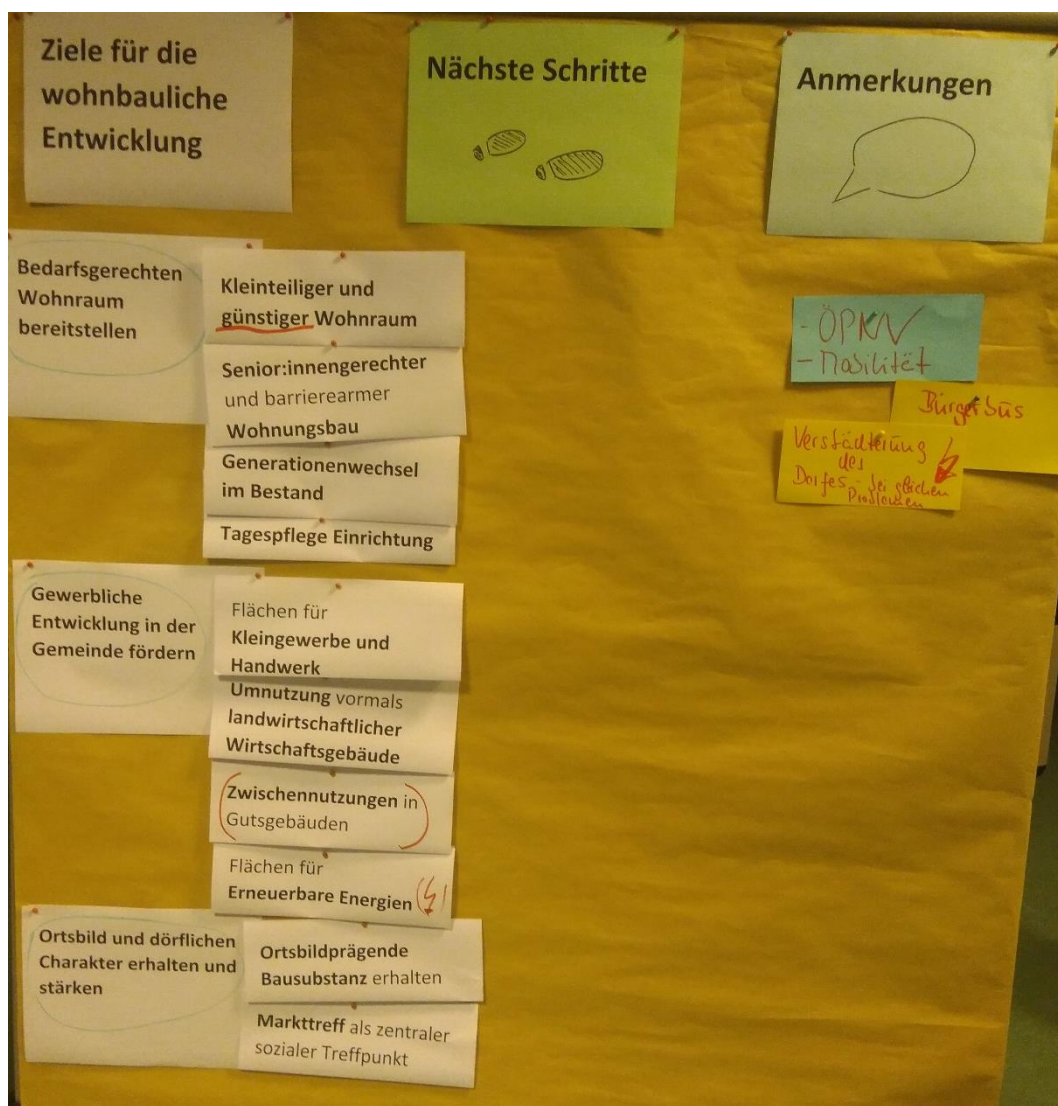 Ziele für die
wohnbauliche
Entwicklung
Nächste Schritte
Anmerkungen
Bedarfsgerechten
Wohnraum
bereitstellen
Kleinteiliger und
günstiger Wohnraum
Senior:innengerechter
und barrierearmer
Wohnungsbau
Generationenwechsel
im Bestand
Tagespflege Einrichtung
Gewerbliche
Entwicklung in der
Gemeinde fördern
Flächen für
Kleingewerbe und
Handwerk
Umnutzung vormals
landwirtschaftlicher
Wirtschaftsgebäude
(Zwischennutzungen in
Gutsgebäuden)
Flächen für
Erneuerbare Energien
Ortsbild und dörflichen
Charakter erhalten und
stärken
Ortsbildprägende
Bausubstanz erhalten
Markttreff als zentraler
sozialer Treffpunkt
- ÖPNV
- Mobilität
Bürgerbus
Verstädterung
des
Dorfes - bei gleichen
Problemen